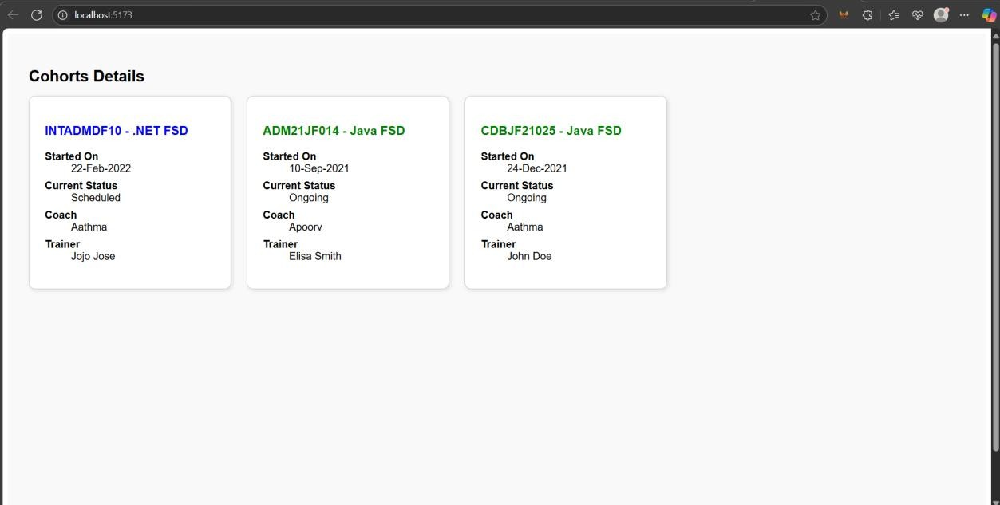 localhost:5173
Cohorts Details
INTADMDF10 - .NET FSD
Started On
22-Feb-2022
Current Status
Scheduled
Coach
Aathma
Trainer
Jojo Jose
ADM21JF014 - Java FSD
Started On
10-Sep-2021
Current Status
Ongoing
Coach
Apoorv
Trainer
Elisa Smith
CDBJF21025 - Java FSD
Started On
24-Dec-2021
Current Status
Ongoing
Coach
Aathma
Trainer
John Doe